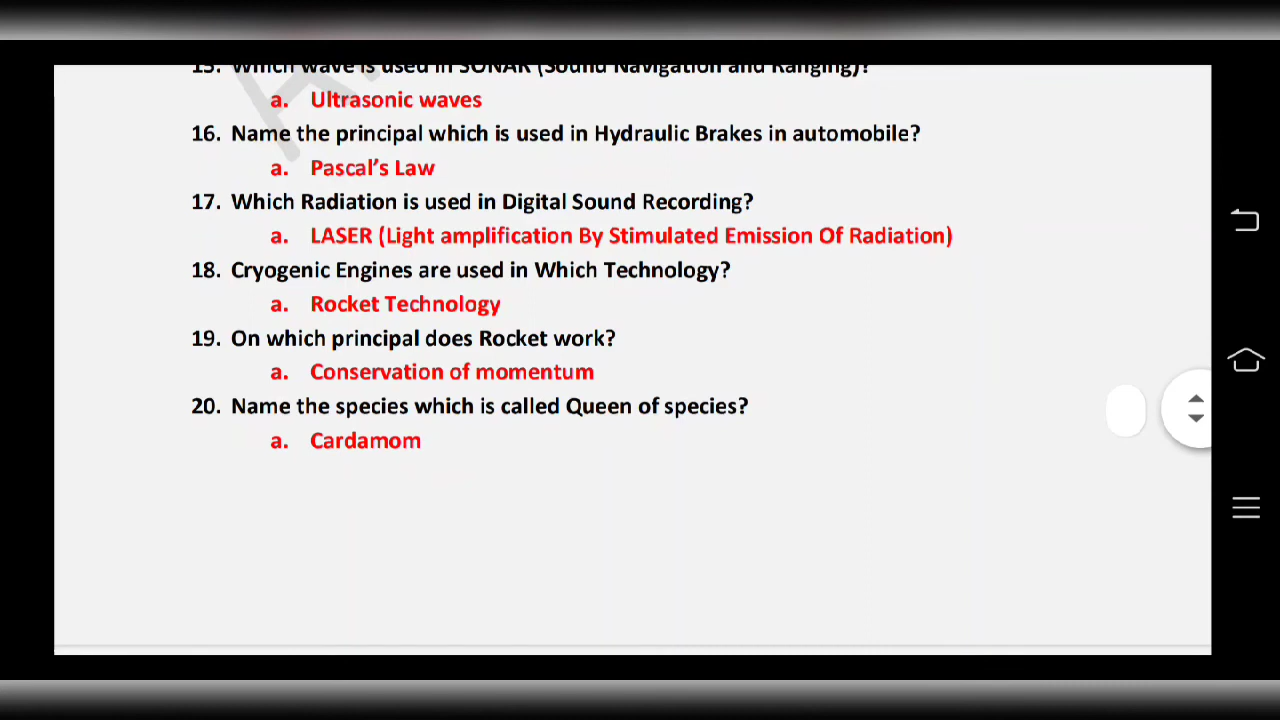 15. Which wave is used in SONAR (Sound Navigation and Ranging)?
a. Ultrasonic waves
16. Name the principal which is used in Hydraulic Brakes in automobile?
a. Pascal's Law
17. Which Radiation is used in Digital Sound Recording?
a. LASER (Light amplification By Stimulated Emission Of Radiation)
18. Cryogenic Engines are used in Which Technology?
a. Rocket Technology
19. On which principal does Rocket work?
a. Conservation of momentum
20. Name the species which is called Queen of species?
a. Cardamom